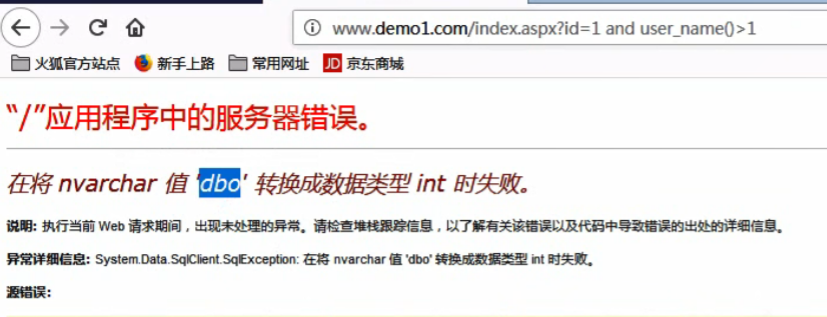 www.demo1.com/index.aspx?id=1 and user_name()>1
火狐官方站点 新手上路 常用网址 JD 京东商城
“/”应用程序中的服务器错误。
在将 nvarchar 值 'dbo' 转换成数据类型 int 时失败。
说明: 执行当前 Web 请求期间，出现未处理的异常。请检查堆栈跟踪信息，以了解有关该错误以及代码中导致错误的出处的详细信息。
异常详细信息: System.Data.SqlClient.SqlException: 在将 nvarchar 值 'dbo' 转换成数据类型 int 时失败。
源错误: